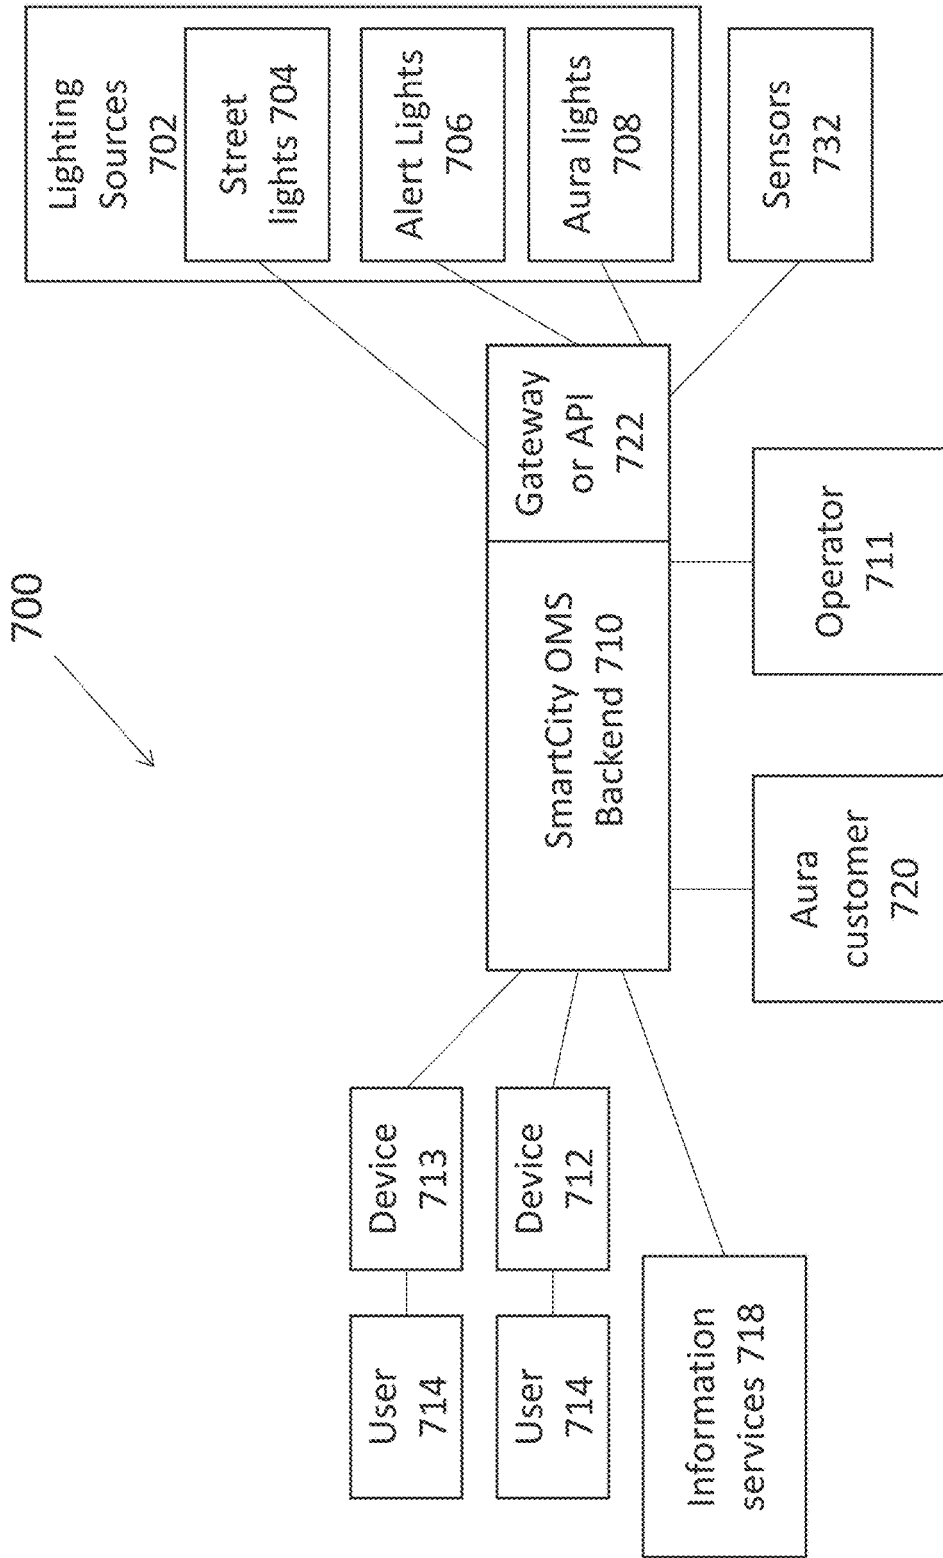 700
User
714
Device
713
User
714
Device
712
Information
services 718
SmartCity OMS
Backend 710
Gateway
or API
722
Aura
customer
720
Operator
711
Lighting
Sources
702
Street
lights 704
Alert Lights
706
Aura lights
708
Sensors
732